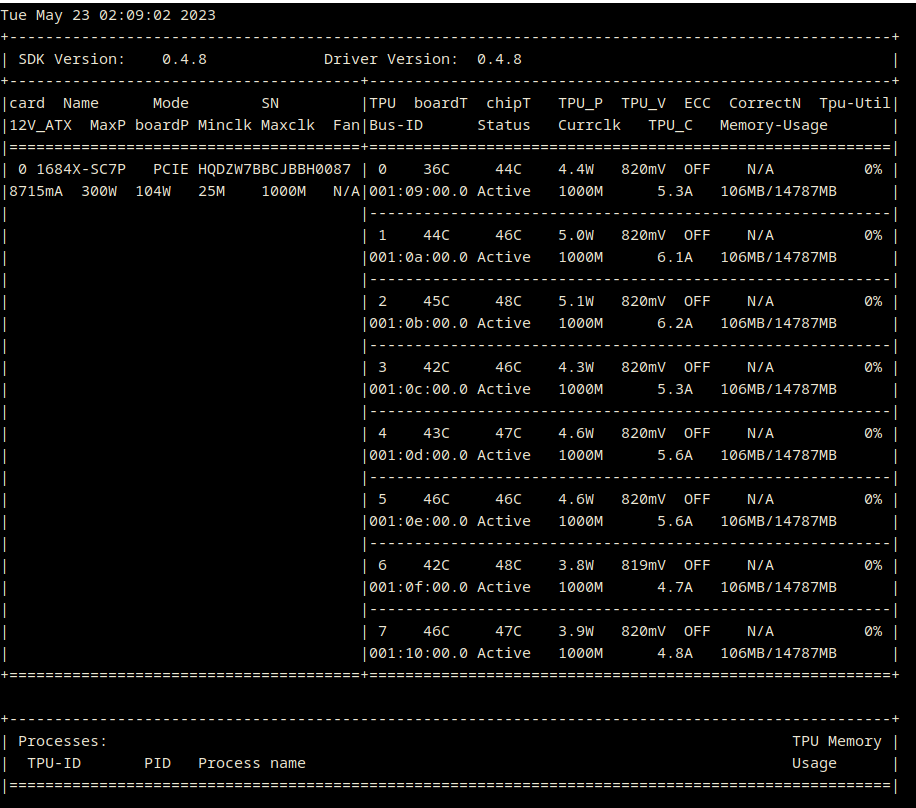 Tue May 23 02:09:02 2023
+--------------------------------------------------------------------------------------------------+
| SDK Version:    0.4.8             Driver Version:  0.4.8                                         |
+---------------------------------------+----------------------------------------------------------+
|card  Name      Mode        SN         |TPU  boardT  chipT   TPU_P  TPU_V  ECC  CorrectN  Tpu-Util|
|12V_ATX  MaxP boardP Minclk Maxclk  Fan|Bus-ID      Status   Currclk   TPU_C   Memory-Usage       |
|=======================================+==========================================================|
| 0 1684X-SC7P   PCIE HQDZW7BBCJBBH0087 | 0    36C     44C    4.4W   820mV  OFF    N/A          0% |
|8715mA  300W  104W   25M    1000M   N/A|001:09:00.0 Active   1000M      5.3A   106MB/14787MB      |
|                                       |----------------------------------------------------------|
|                                       | 1    44C     46C    5.0W   820mV  OFF    N/A          0% |
|                                       |001:0a:00.0 Active   1000M      6.1A   106MB/14787MB      |
|                                       |----------------------------------------------------------|
|                                       | 2    45C     48C    5.1W   820mV  OFF    N/A          0% |
|                                       |001:0b:00.0 Active   1000M      6.2A   106MB/14787MB      |
|                                       |----------------------------------------------------------|
|                                       | 3    42C     46C    4.3W   820mV  OFF    N/A          0% |
|                                       |001:0c:00.0 Active   1000M      5.3A   106MB/14787MB      |
|                                       |----------------------------------------------------------|
|                                       | 4    43C     47C    4.6W   820mV  OFF    N/A          0% |
|                                       |001:0d:00.0 Active   1000M      5.6A   106MB/14787MB      |
|                                       |----------------------------------------------------------|
|                                       | 5    46C     46C    4.6W   820mV  OFF    N/A          0% |
|                                       |001:0e:00.0 Active   1000M      5.6A   106MB/14787MB      |
|                                       |----------------------------------------------------------|
|                                       | 6    42C     48C    3.8W   819mV  OFF    N/A          0% |
|                                       |001:0f:00.0 Active   1000M      4.7A   106MB/14787MB      |
|                                       |----------------------------------------------------------|
|                                       | 7    46C     47C    3.9W   820mV  OFF    N/A          0% |
|                                       |001:10:00.0 Active   1000M      4.8A   106MB/14787MB      |
+=======================================+==========================================================+

+--------------------------------------------------------------------------------------------------+
| Processes:                                                                            TPU Memory |
|  TPU-ID       PID   Process name                                                      Usage      |
|==================================================================================================|